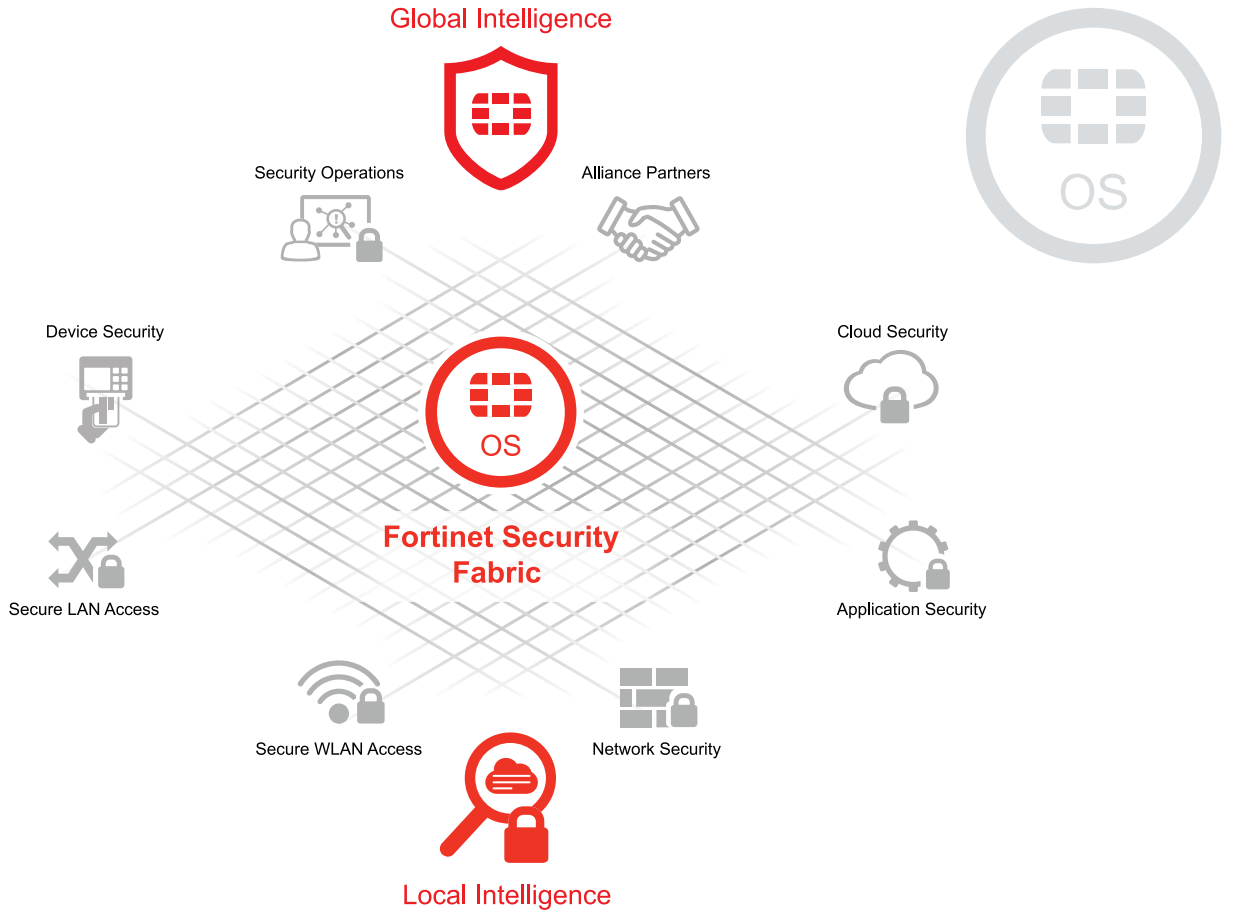 Global Intelligence
Security Operations
Alliance Partners
OS
Device Security
Cloud Security
OS
Fortinet Security
Fabric
Secure LAN Access
Application Security
Secure WLAN Access
Network Security
Local Intelligence